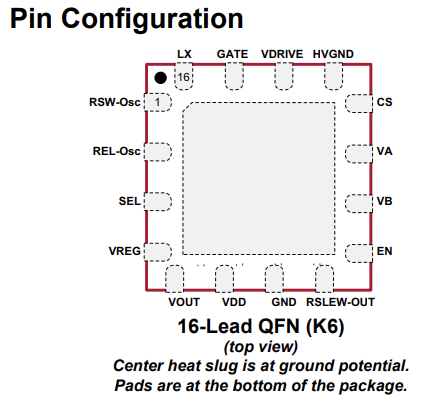 Pin Configuration
LX GATE VDRIVE HVGND
16
RSW-Osc 1 CS
REL-Osc VA
SEL VB
VREG EN
VOUT VDD GND RSLEW-OUT
16-Lead QFN (K6)
(top view)
Center heat slug is at ground potential.
Pads are at the bottom of the package.